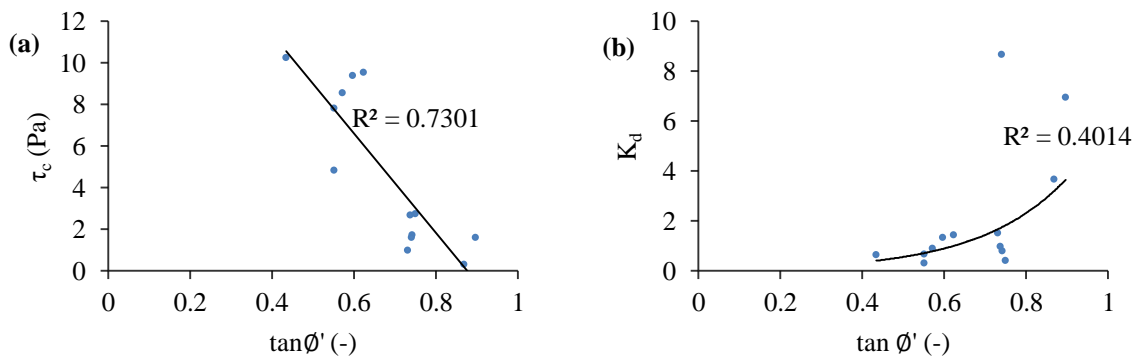 (a)
12
10
8
6
4
2
0
τc (Pa)
R² = 0.7301
0 0.2 0.4 0.6 0.8 1
tanØ' (-)
(b)
10
8
6
4
2
0
Kd
R² = 0.4014
0 0.2 0.4 0.6 0.8 1
tan Ø' (-)